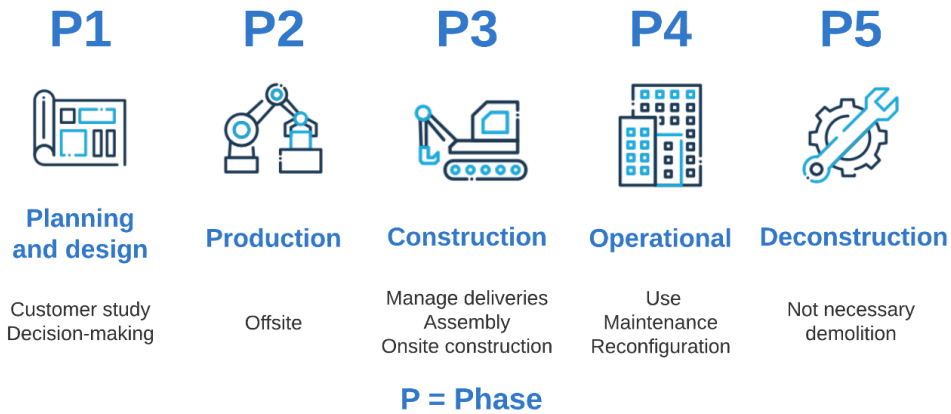 P1
P2
P3
P4
P5
Planning
and design
Production
Construction
Operational
Deconstruction
Customer study
Decision-making
Offsite
Manage deliveries
Assembly
Onsite construction
Use
Maintenance
Reconfiguration
Not necessary
demolition
P = Phase